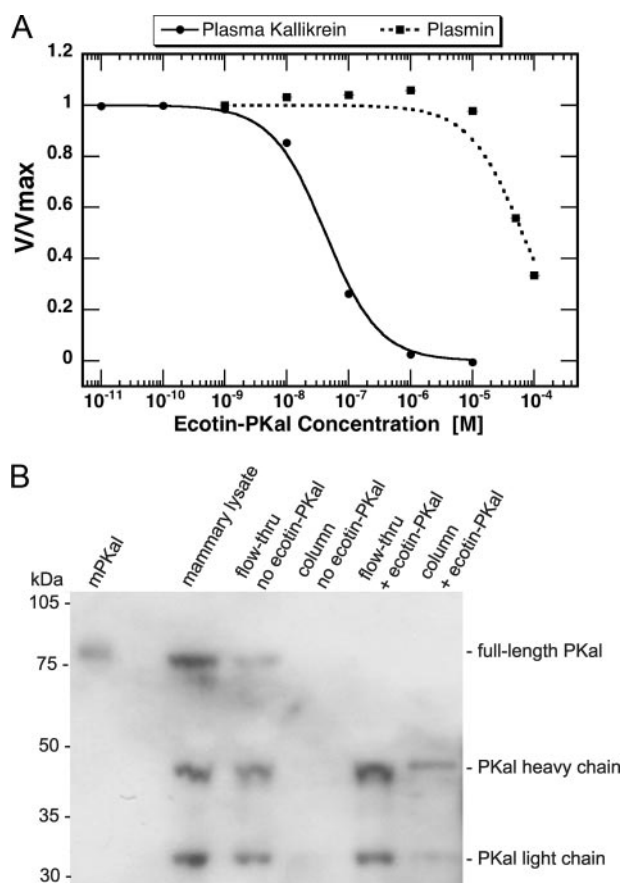 A
Plasma Kallikrein Plasmin
1.2
1
0.8
0.6
0.4
0.2
0
V/Vmax
10-11 10-10 10-9 10-8 10-7 10-6 10-5 10-4
Ecotin-PKal Concentration [M]
B
kDa
mPKal
mammary lysate
flow-thru
no ecotin-PKal
column
no ecotin-PKal
flow-thru
+ ecotin-PKal
column
+ ecotin-PKal
105 -
75 - - full-length PKal
50 -
- PKal heavy chain
35 -
- PKal light chain
30 -